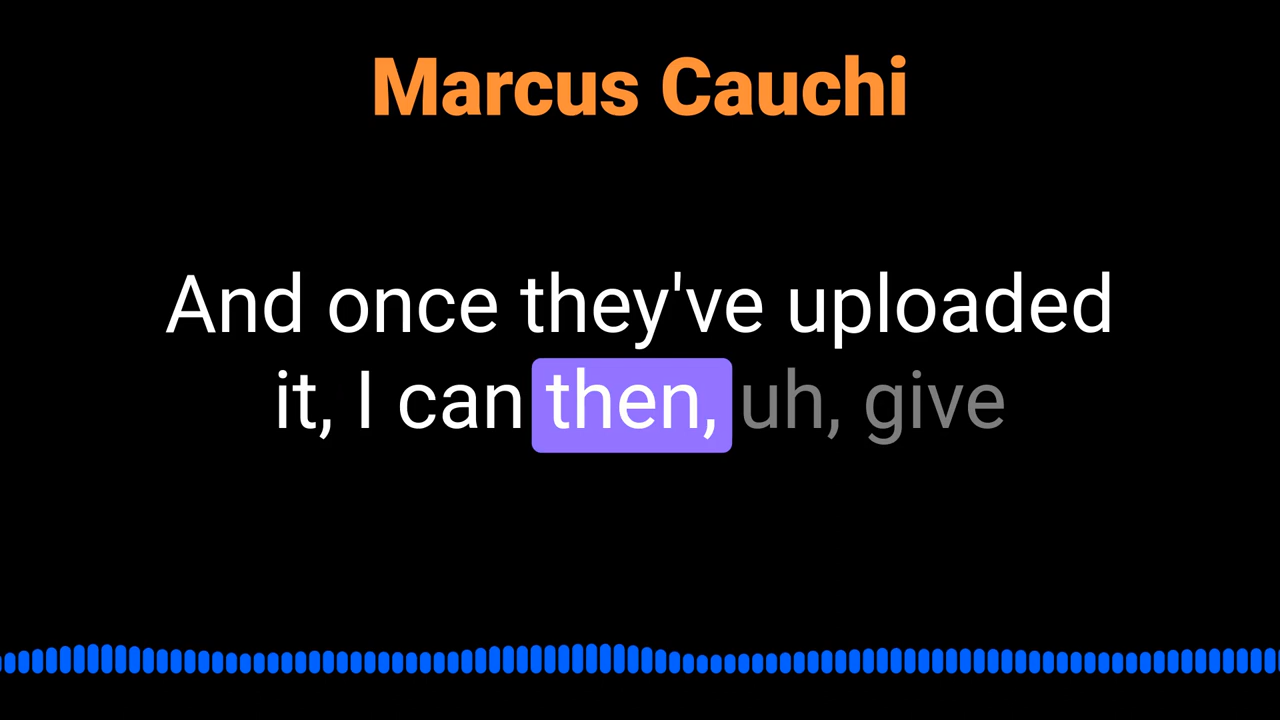 Marcus Cauchi
And once they've uploaded
it, I can then, uh, give